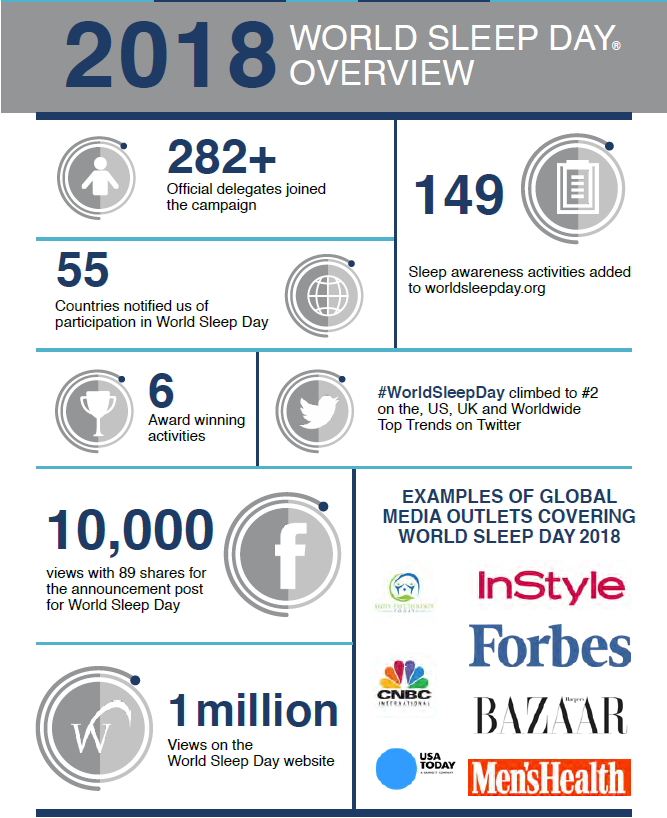 2018
WORLD SLEEP DAY®
OVERVIEW
282+
Official delegates joined
the campaign
149
Sleep awareness activities added
to worldsleepday.org
55
Countries notified us of
participation in World Sleep Day
6
Award winning
activities
#WorldSleepDay climbed to #2
on the, US, UK and Worldwide
Top Trends on Twitter
10,000
views with 89 shares for
the announcement post
for World Sleep Day
f
W
1 million
Views on the
World Sleep Day website
EXAMPLES OF GLOBAL
MEDIA OUTLETS COVERING
WORLD SLEEP DAY 2018
InStyle
Forbes
CNBC
INTERNATIONAL
Harper's
BAZAAR
USA
TODAY
A GANNETT COMPANY
Men'sHealth